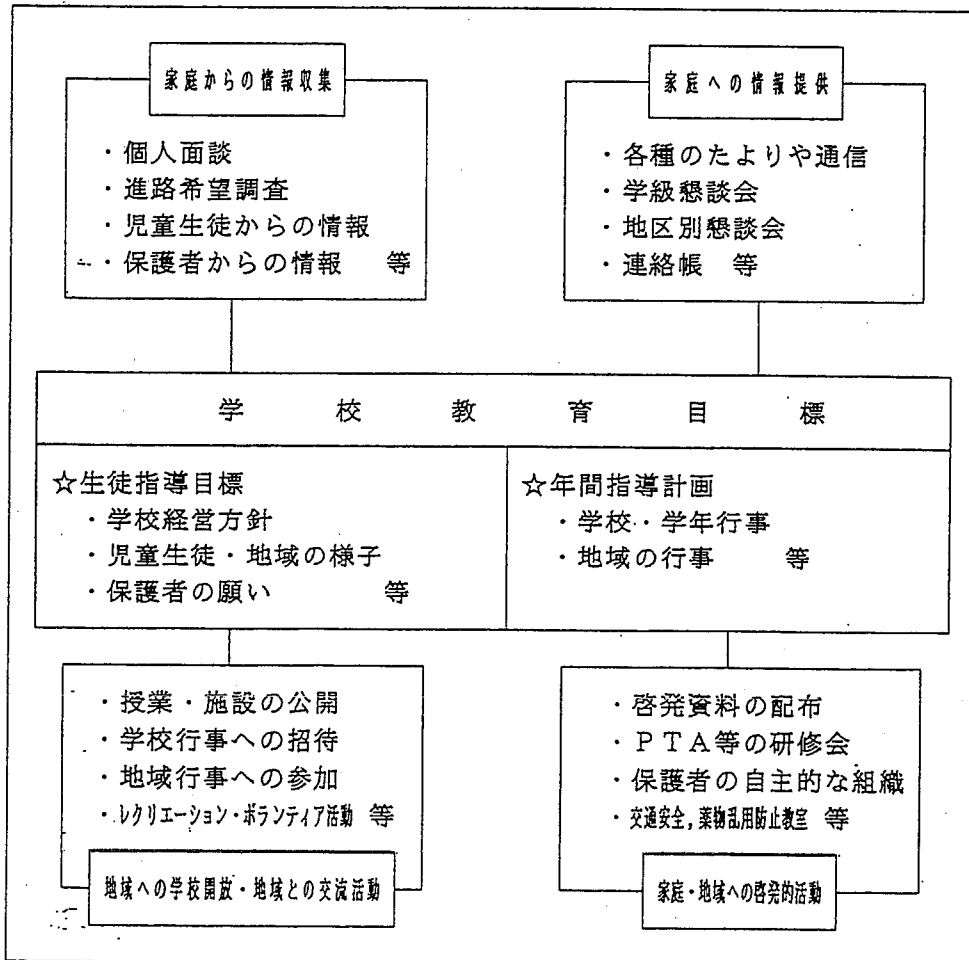 家庭からの情報収集
・個人面談
・進路希望調査
・児童生徒からの情報
・保護者からの情報　等
家庭への情報提供
・各種のたよりや通信
・学級懇談会
・地区別懇談会
・連絡帳　等
学校教育目標
☆生徒指導目標
・学校経営方針
・児童生徒・地域の様子
・保護者の願い　等
☆年間指導計画
・学校・学年行事
・地域の行事　等
・授業・施設の公開
・学校行事への招待
・地域行事への参加
・レクリエーション・ボランティア活動　等
地域への学校開放・地域との交流活動
・啓発資料の配布
・ＰＴＡ等の研修会
・保護者の自主的な組織
・交通安全，薬物乱用防止教室　等
家庭・地域への啓発的活動